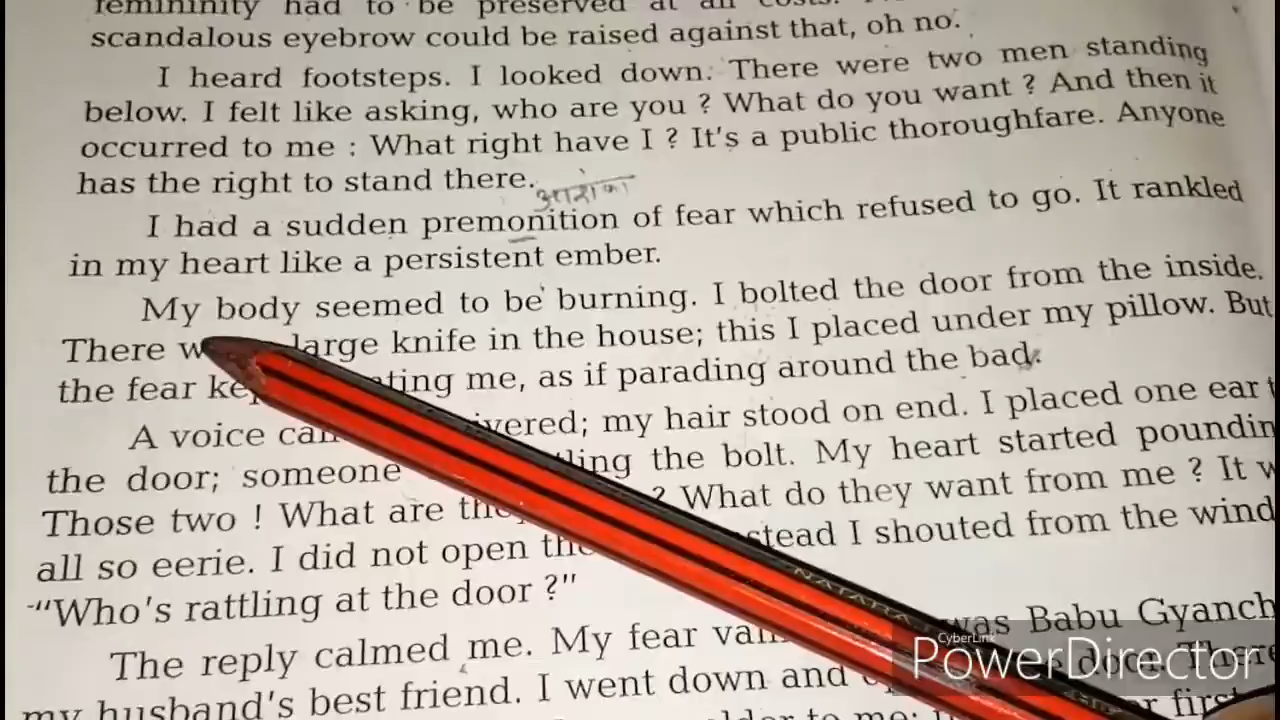 femininity had to be preserved at all costs.
scandalous eyebrow could be raised against that, oh no.
I heard footsteps. I looked down. There were two men standing
below. I felt like asking, who are you ? What do you want ? And then it
occurred to me : What right have I ? It's a public thoroughfare. Anyone
has the right to stand there.
आशंका
I had a sudden premonition of fear which refused to go. It rankled
in my heart like a persistent ember.
My body seemed to be burning. I bolted the door from the inside.
There large knife in the house; this I placed under my pillow. But
the fear me, as if parading around the bad.
A voice my hair stood on end. I placed one ear
the door; someone the bolt. My heart started
Those two ! What are ? What do they want from me ? It
all so eerie. I did not open I shouted from the
"Who's rattling at the door ?"
The reply calmed me. My fear was Babu
my husband's best friend. I went down and
to me;
NATARAJ
CyberLink
PowerDirector